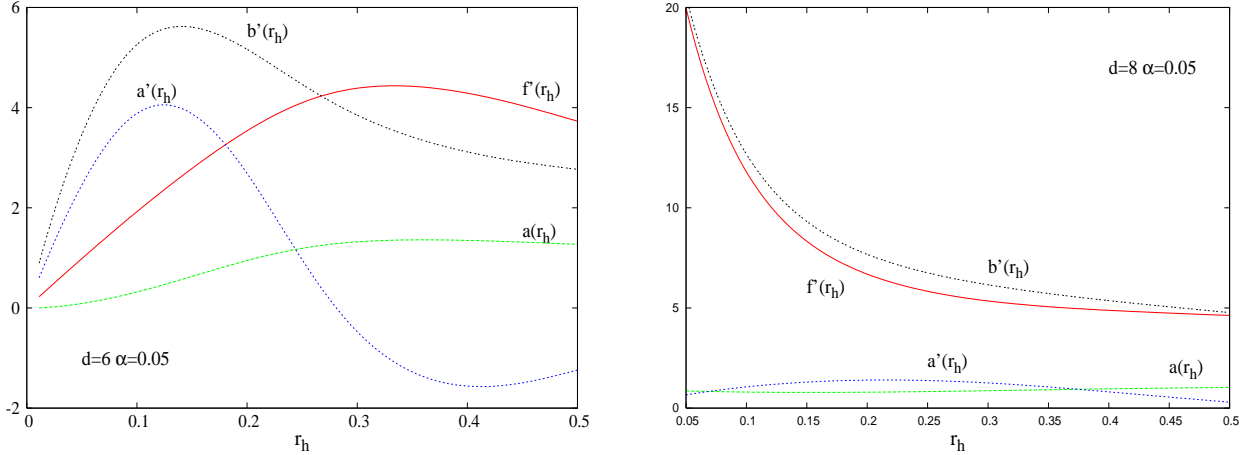 6
4
2
0
-2
0
0.1
0.2
0.3
0.4
0.5
r_h
b'(r_h)
a'(r_h)
f'(r_h)
a(r_h)
d=6 α=0.05
20
15
10
5
0
0.05
0.1
0.15
0.2
0.25
0.3
0.35
0.4
0.45
0.5
r_h
d=8 α=0.05
b'(r_h)
f'(r_h)
a'(r_h)
a(r_h)